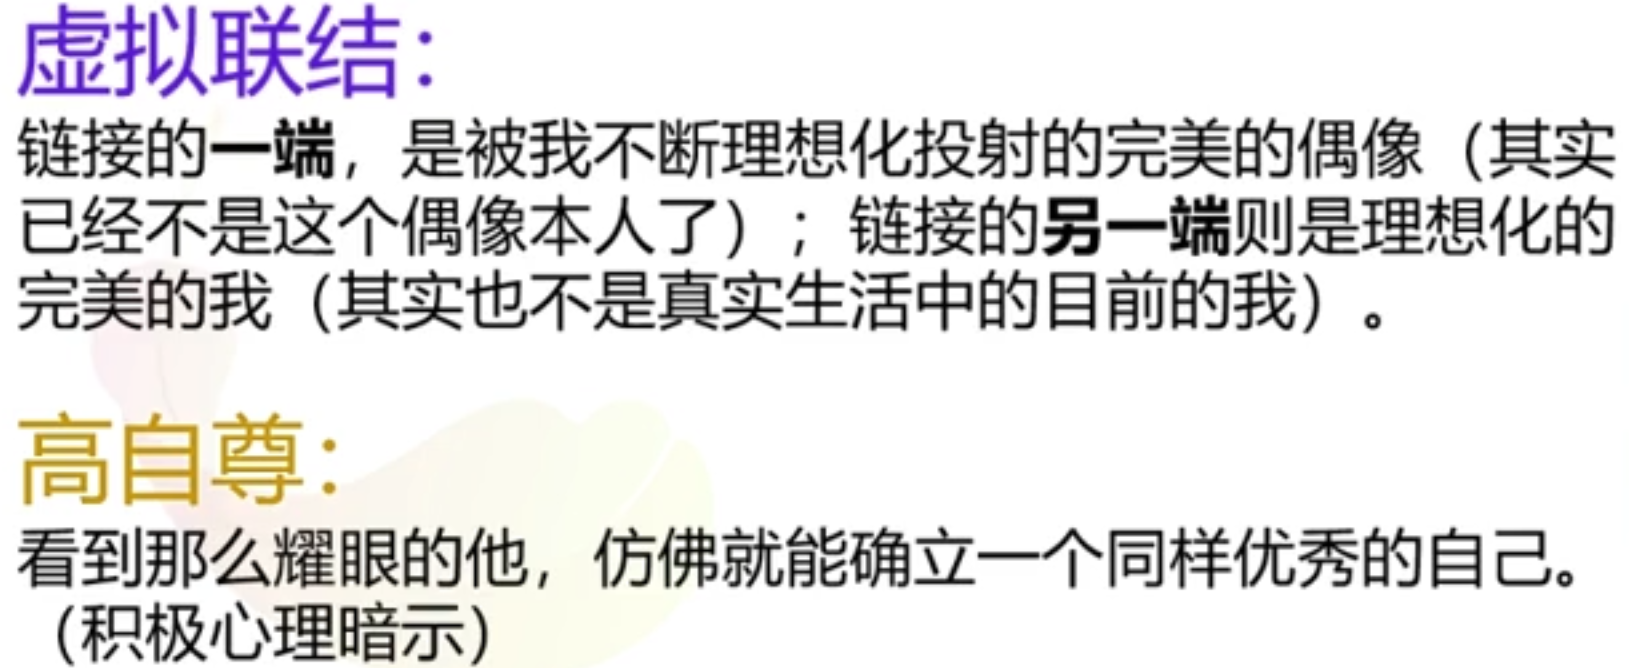 虚拟联结：
链接的一端，是被我不断理想化投射的完美的偶像（其实
已经不是这个偶像本人了）；链接的另一端则是理想化的
完美的我（其实也不是真实生活中的目前的我）。
高自尊：
看到那么耀眼的他，仿佛就能确立一个同样优秀的自己。
（积极心理暗示）